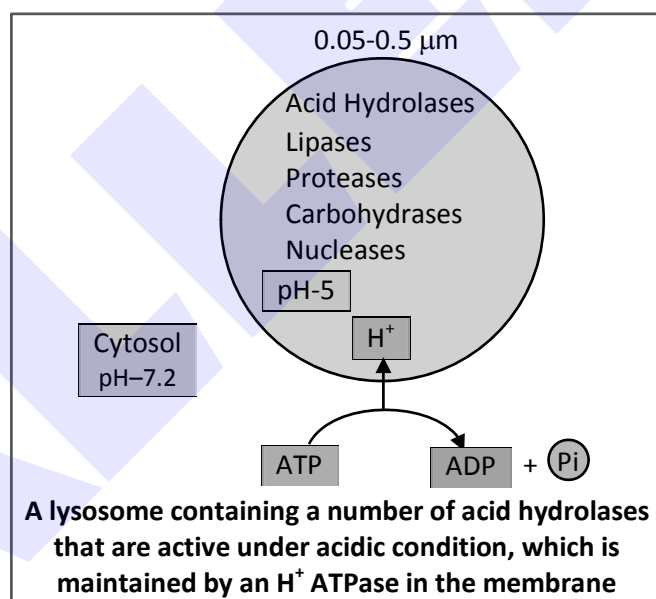 0.05-0.5 μm
Acid Hydrolases
Lipases
Proteases
Carbohydrases
Nucleases
pH-5
H⁺
Cytosol
pH–7.2
ATP
ADP + Pi
A lysosome containing a number of acid hydrolases
that are active under acidic condition, which is
maintained by an H⁺ ATPase in the membrane